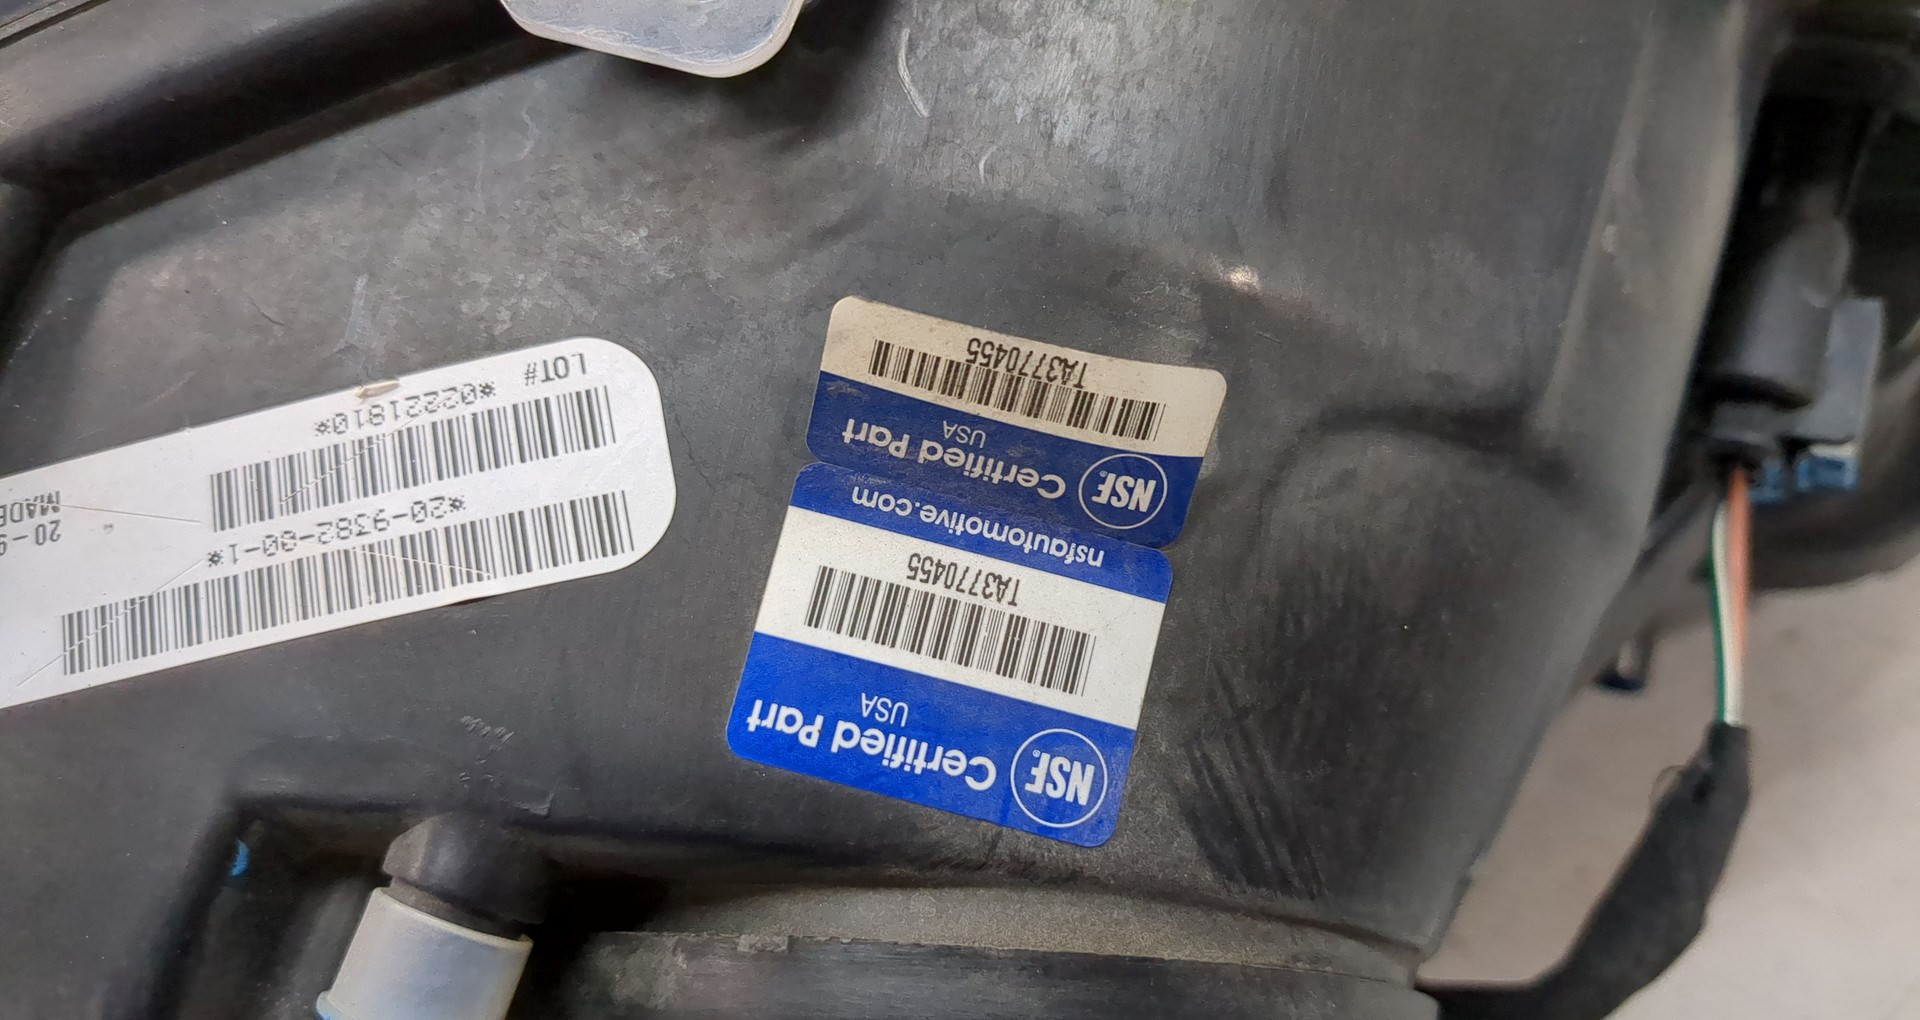 NSF. Certified Part
USA
TA3770455
nsfautomotive.com
NSF. Certified Part
USA
TA3770455
*20-9382-00-1*
*02221810*
LOT#
20-9
MADE